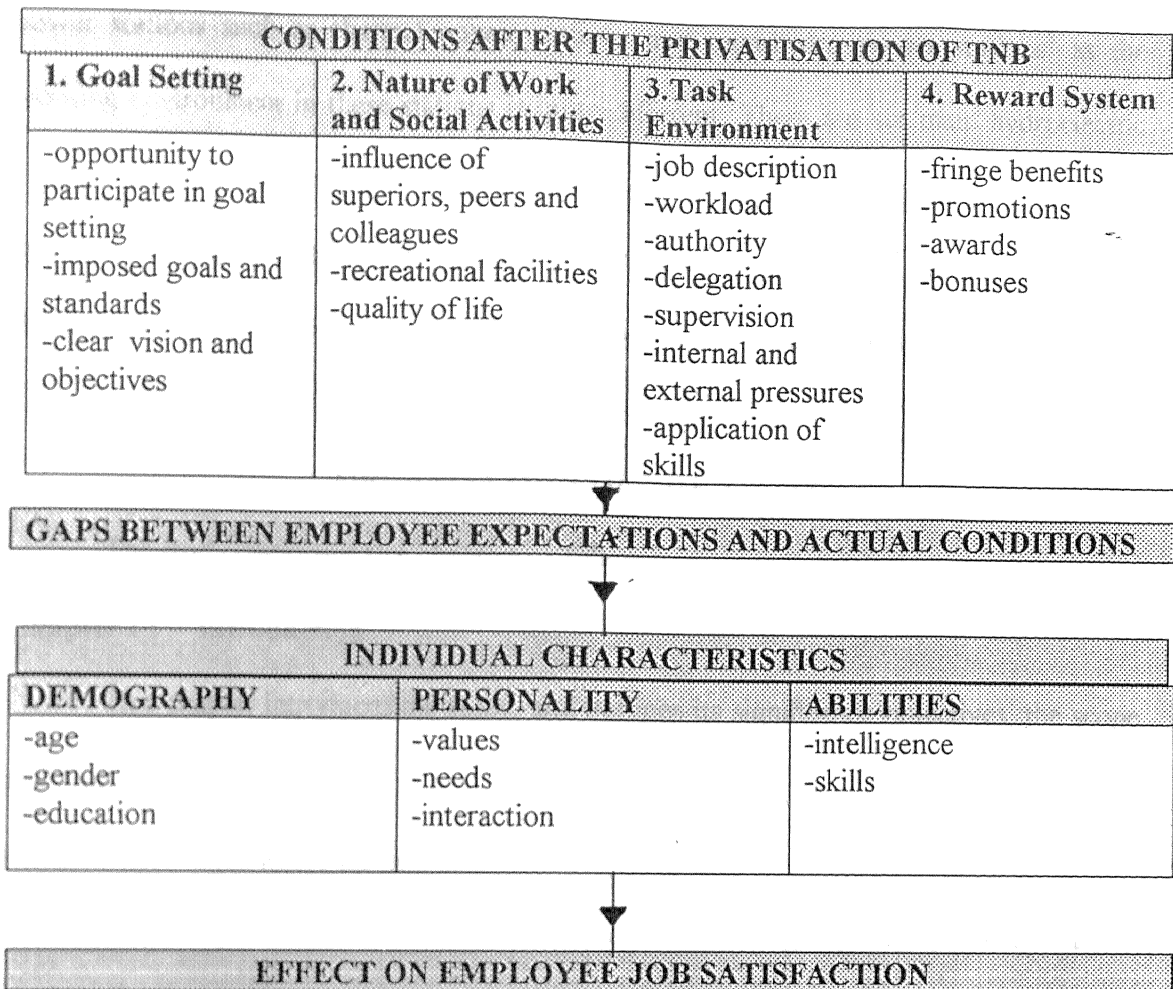 CONDITIONS AFTER THE PRIVATISATION OF TNB
1. Goal Setting
-opportunity to
participate in goal
setting
-imposed goals and
standards
-clear vision and
objectives
2. Nature of Work
and Social Activities
-influence of
superiors, peers and
colleagues
-recreational facilities
-quality of life
3.Task
Environment
-job description
-workload
-authority
-delegation
-supervision
-internal and
external pressures
-application of
skills
4. Reward System
-fringe benefits
-promotions
-awards
-bonuses
GAPS BETWEEN EMPLOYEE EXPECTATIONS AND ACTUAL CONDITIONS
INDIVIDUAL CHARACTERISTICS
DEMOGRAPHY
-age
-gender
-education
PERSONALITY
-values
-needs
-interaction
ABILITIES
-intelligence
-skills
EFFECT ON EMPLOYEE JOB SATISFACTION